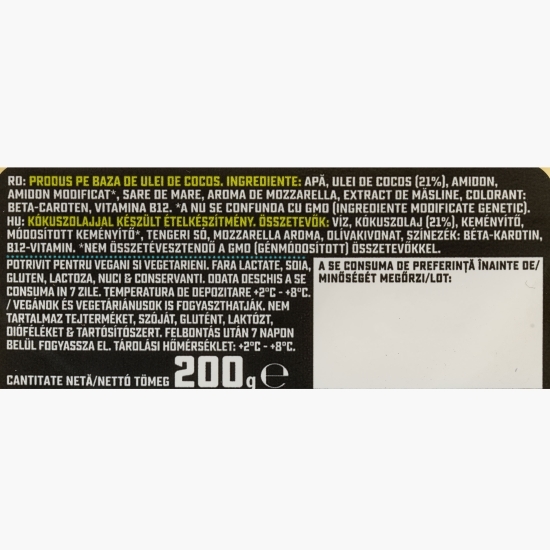 RO: PRODUS PE BAZA DE ULEI DE COCOS. INGREDIENTE: APĂ, ULEI DE COCOS (21%), AMIDON,
AMIDON MODIFICAT*, SARE DE MARE, AROMA DE MOZZARELLA, EXTRACT DE MĂSLINE, COLORANT:
BETA-CAROTEN, VITAMINA B12. *A NU SE CONFUNDA CU GMO (INGREDIENTE MODIFICATE GENETIC).
HU: KÓKUSZOLAJJAL KÉSZÜLT ÉTELKÉSZÍTMÉNY. ÖSSZETEVŐK: VÍZ, KÓKUSZOLAJ (21%), KEMÉNYÍTŐ,
MÓDOSÍTOTT KEMÉNYÍTŐ*, TENGERI SÓ, MOZZARELLA AROMA, OLÍVAKIVONAT, SZÍNEZÉK: BÉTA-KAROTIN,
B12-VITAMIN. *NEM ÖSSZETÉVESZTENDŐ A GMO (GÉNMÓDOSÍTOTT) ÖSSZETEVŐKKEL.
POTRIVIT PENTRU VEGANI SI VEGETARIENI. FARA LACTATE, SOIA,
GLUTEN, LACTOZA, NUCI & CONSERVANTI. ODATA DESCHIS A SE
CONSUMA IN 7 ZILE. TEMPERATURA DE DEPOZITARE +2°C - +8°C.
/ VEGÁNOK ÉS VEGETÁRIÁNUSOK IS FOGYASZTHATJÁK. NEM
TARTALMAZ TEJTERMÉKET, SZÓJÁT, GLUTÉNT, LAKTÓZT,
DIÓFÉLÉKET & TARTÓSÍTÓSZERT. FELBONTÁS UTÁN 7 NAPON
BELÜL FOGYASSZA EL. TÁROLÁSI HŐMÉRSÉKLET: +2°C - +8°C.
CANTITATE NETĂ/NETTÓ TÖMEG 200g ℮
A SE CONSUMA DE PREFERINȚĂ ÎNAINTE DE/
MINŐSÉGÉT MEGŐRZI/LOT: